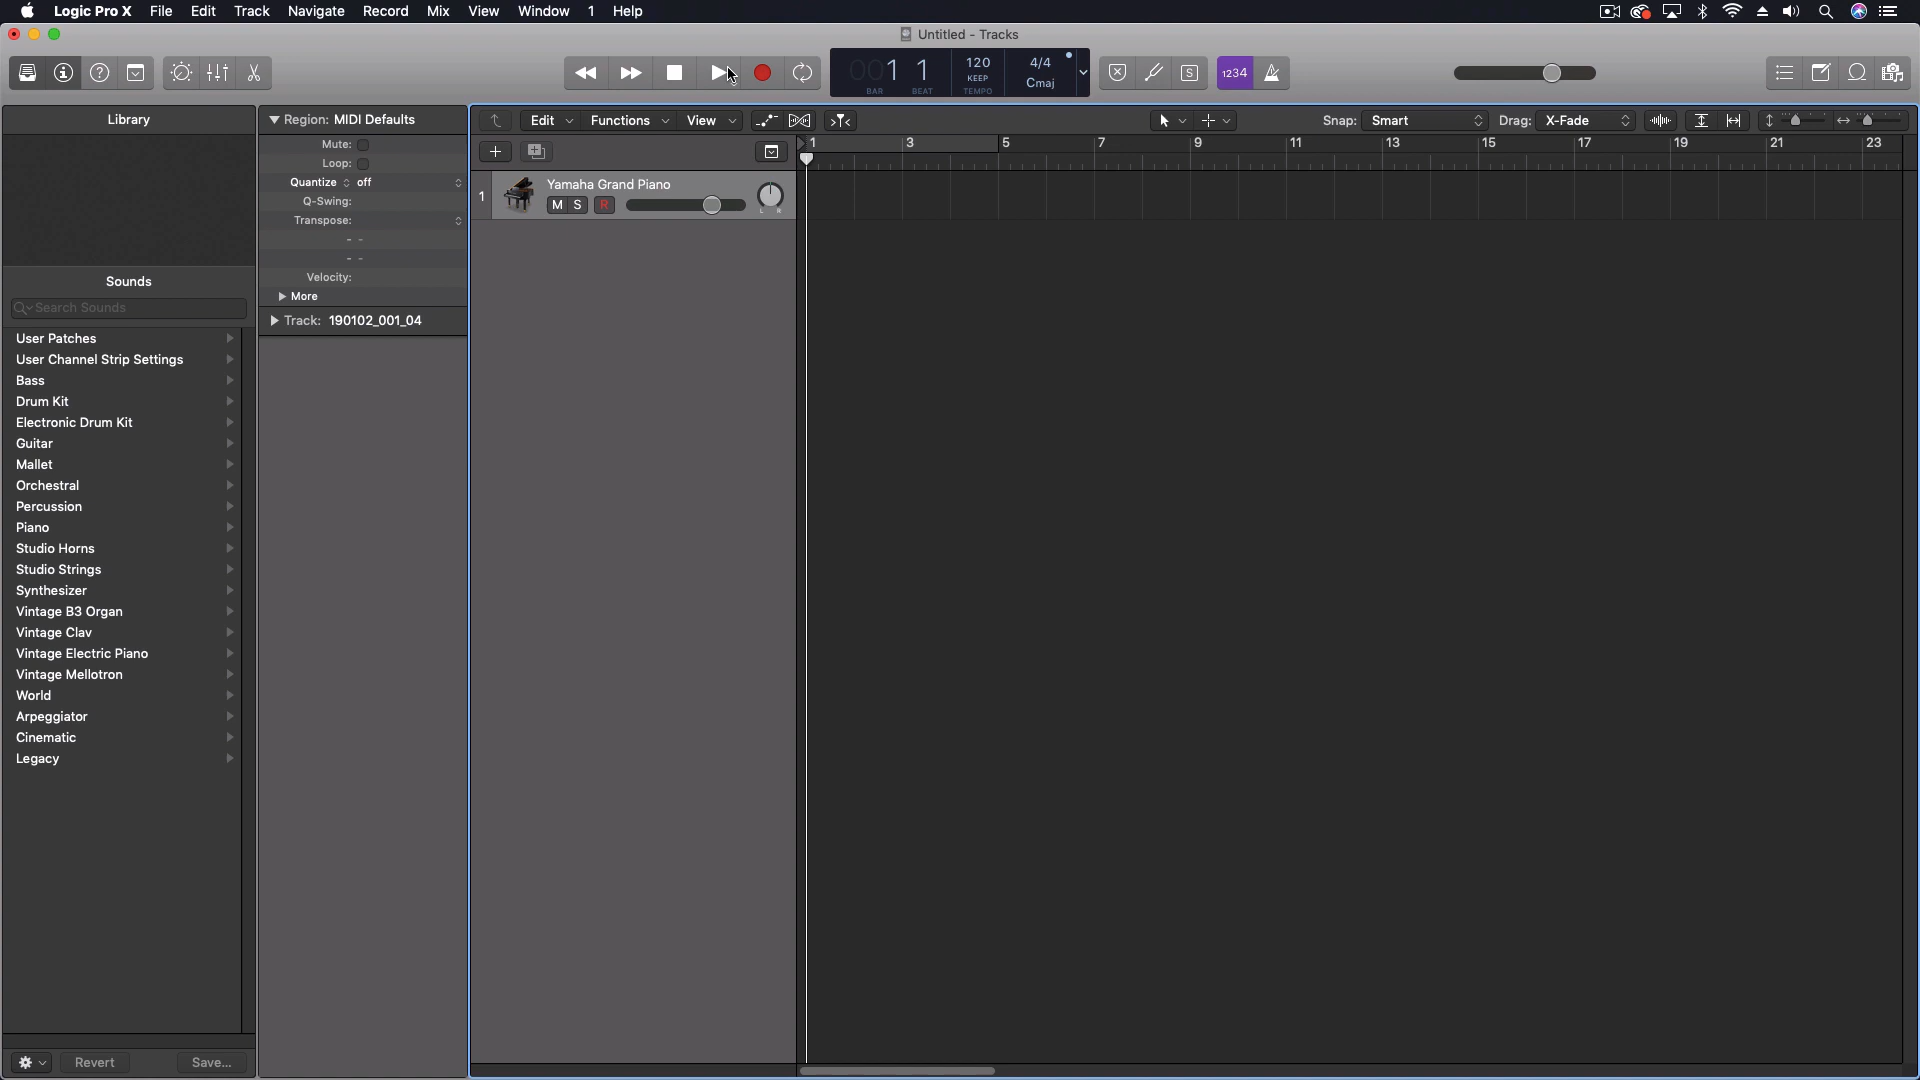 Logic Pro X File Edit Track Navigate Record Mix View Window 1 Help
Untitled - Tracks
001 1
BAR BEAT
120
KEEP
TEMPO
4/4
Cmaj
S
1234
Library
Sounds
Search Sounds
User Patches
User Channel Strip Settings
Bass
Drum Kit
Electronic Drum Kit
Guitar
Mallet
Orchestral
Percussion
Piano
Studio Horns
Studio Strings
Synthesizer
Vintage B3 Organ
Vintage Clav
Vintage Electric Piano
Vintage Mellotron
World
Arpeggiator
Cinematic
Legacy
Revert Save...
Region: MIDI Defaults
Mute:
Loop:
Quantize off
Q-Swing:
Transpose:
- -
- -
Velocity:
More
Track: 190102_001_04
Edit Functions View
Snap: Smart Drag: X-Fade
1 3 5 7 9 11 13 15 17 19 21 23
1
Yamaha Grand Piano
M S R
L R